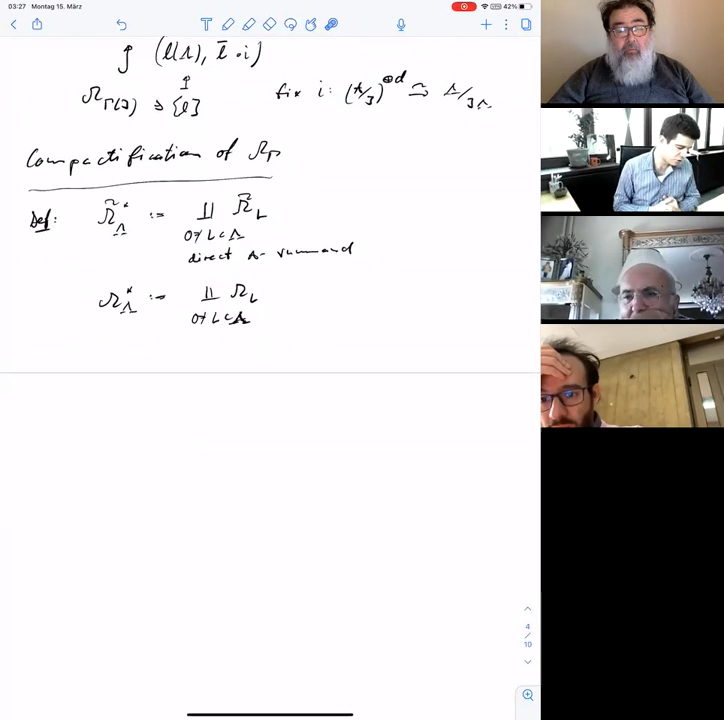 03:27 Montag 15. März
42%
∫ (ℓ(Λ), ℓ̄ ∘ i)
Ω_Γ(J) ∋ {ℓ} fix i: (A/J)^⊕d ≅ Λ/JΛ
Compactification of Ω_Γ
Def: Ω̃*_Λ := ∐ Ω̃_L
0≠L⊂Λ
direct A-summand
Ω*_Λ := ∐ Ω_L
0≠L⊂Λ
4
/
10